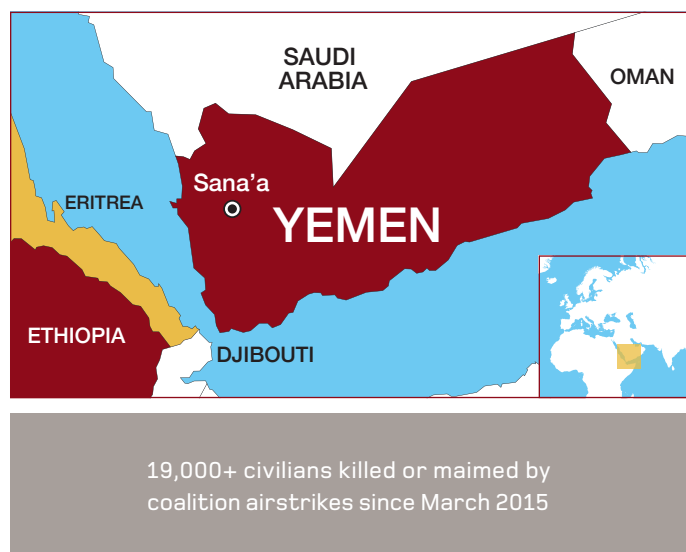 SAUDI
ARABIA
OMAN
Sana’a
ERITREA
YEMEN
ETHIOPIA
DJIBOUTI
19,000+ civilians killed or maimed by
coalition airstrikes since March 2015